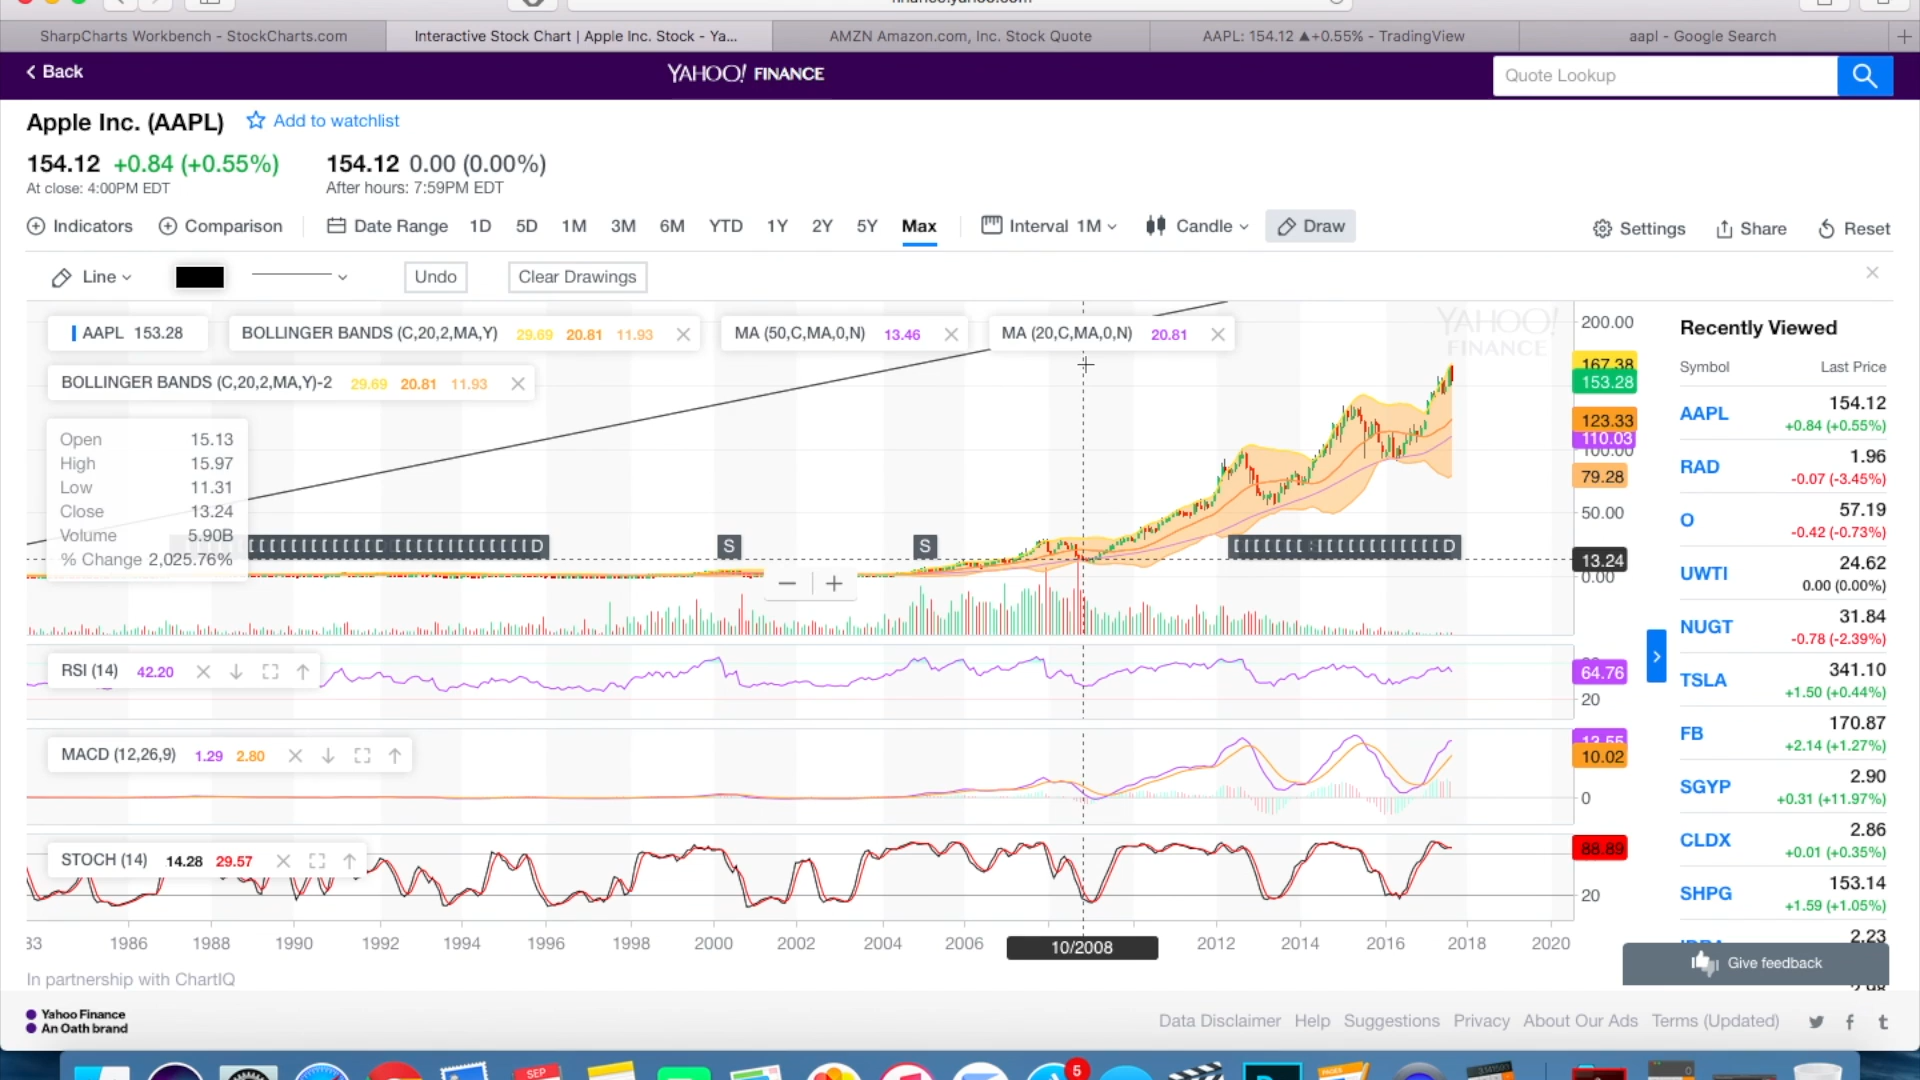 SharpCharts Workbench - StockCharts.com
Interactive Stock Chart | Apple Inc. Stock - Ya...
AMZN Amazon.com, Inc. Stock Quote
AAPL: 154.12 ▲+0.55% - TradingView
aapl - Google Search
Back
YAHOO! FINANCE
Quote Lookup
Apple Inc. (AAPL)
Add to watchlist
154.12 +0.84 (+0.55%)
At close: 4:00PM EDT
154.12 0.00 (0.00%)
After hours: 7:59PM EDT
Indicators
Comparison
Date Range 1D 5D 1M 3M 6M YTD 1Y 2Y 5Y Max
Interval 1M
Candle
Draw
Settings
Share
Reset
Line
Undo
Clear Drawings
AAPL 153.28
BOLLINGER BANDS (C,20,2,MA,Y) 29.69 20.81 11.93
MA (50,C,MA,0,N) 13.46
MA (20,C,MA,0,N) 20.81
BOLLINGER BANDS (C,20,2,MA,Y)-2 29.69 20.81 11.93
YAHOO!
FINANCE
Open 15.13
High 15.97
Low 11.31
Close 13.24
Volume 5.90B
% Change 2,025.76%
D
S
S
D
200.00
167.38
153.28
123.33
110.03
100.00
79.28
50.00
13.24
0.00
RSI (14) 42.20
64.76
20
MACD (12,26,9) 1.29 2.80
10.02
0
STOCH (14) 14.28 29.57
88.89
20
1986 1988 1990 1992 1994 1996 1998 2000 2002 2004 2006 10/2008 2012 2014 2016 2018 2020
In partnership with ChartIQ
Recently Viewed
Symbol Last Price
AAPL 154.12
+0.84 (+0.55%)
RAD 1.96
-0.07 (-3.45%)
O 57.19
-0.42 (-0.73%)
UWTI 24.62
0.00 (0.00%)
NUGT 31.84
-0.78 (-2.39%)
TSLA 341.10
+1.50 (+0.44%)
FB 170.87
+2.14 (+1.27%)
SGYP 2.90
+0.31 (+11.97%)
CLDX 2.86
+0.01 (+0.35%)
SHPG 153.14
+1.59 (+1.05%)
2.23
Give feedback
Yahoo Finance
An Oath brand
Data Disclaimer Help Suggestions Privacy About Our Ads Terms (Updated)
SEP
5